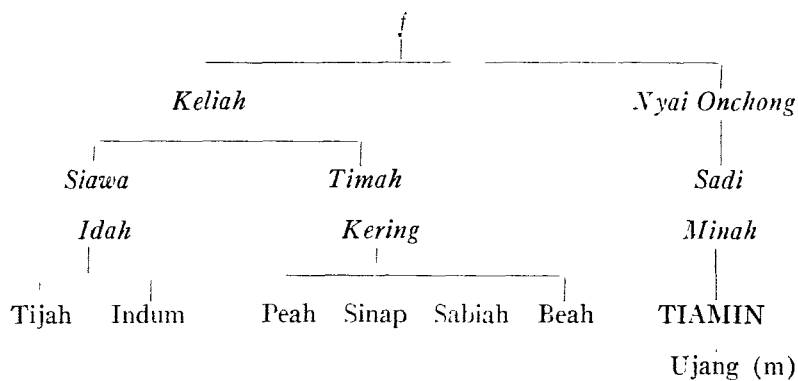 f
Keliah Nyai Onchong
Siawa Timah Sadi
Idah Kering Minah
Tijah Indum Peah Sinap Sabiah Beah TIAMIN
Ujang (m)